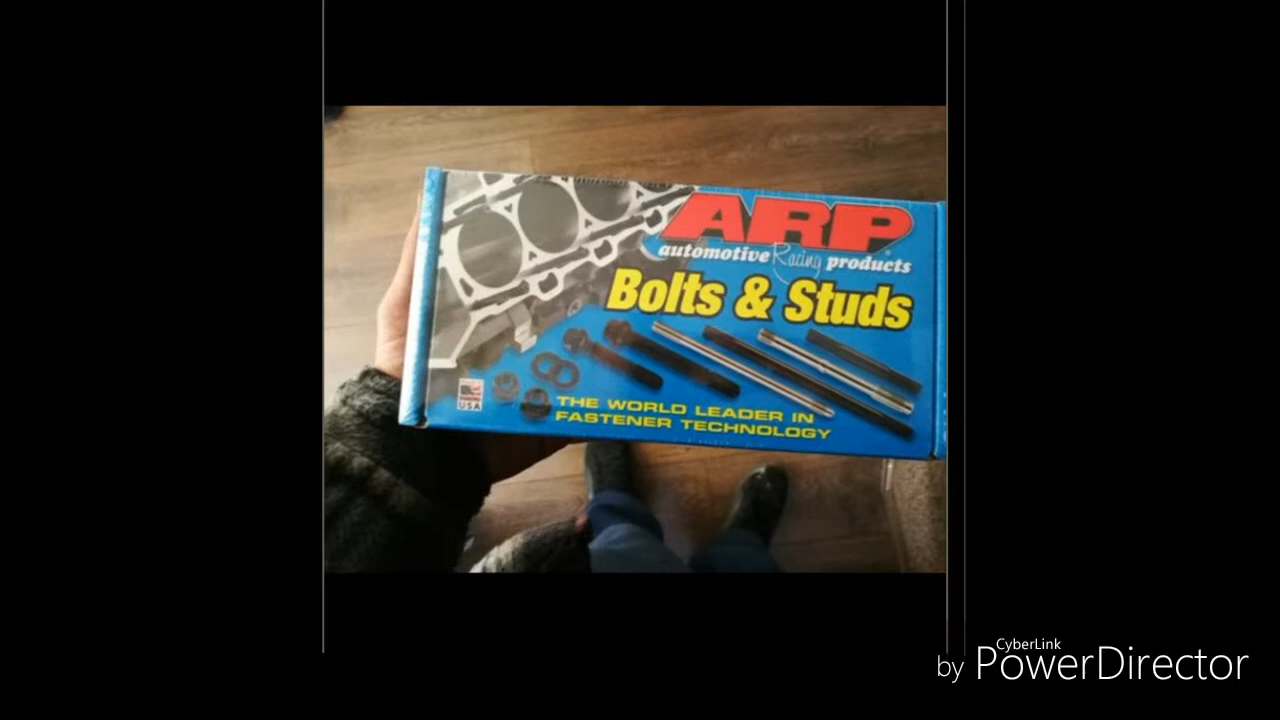 ARP
automotive Racing products
Bolts & Studs
USA
THE WORLD LEADER IN
FASTENER TECHNOLOGY
CyberLink
by PowerDirector